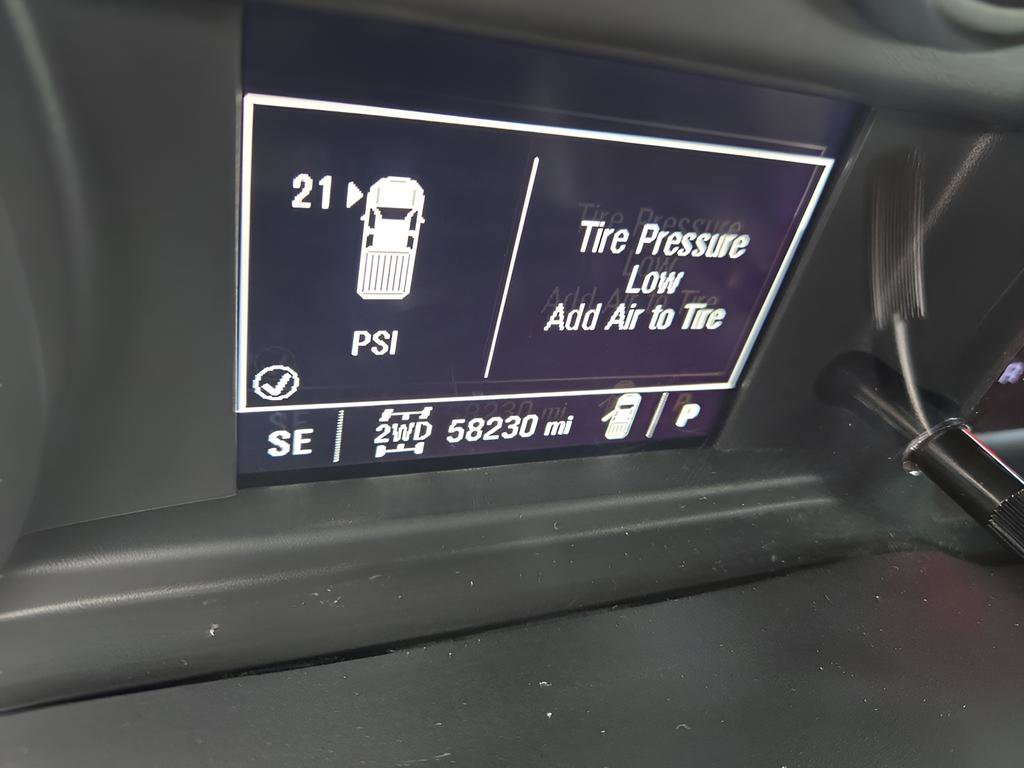 21
PSI
Tire Pressure
Low
Add Air to Tire
SE
2WD
58230 mi
P